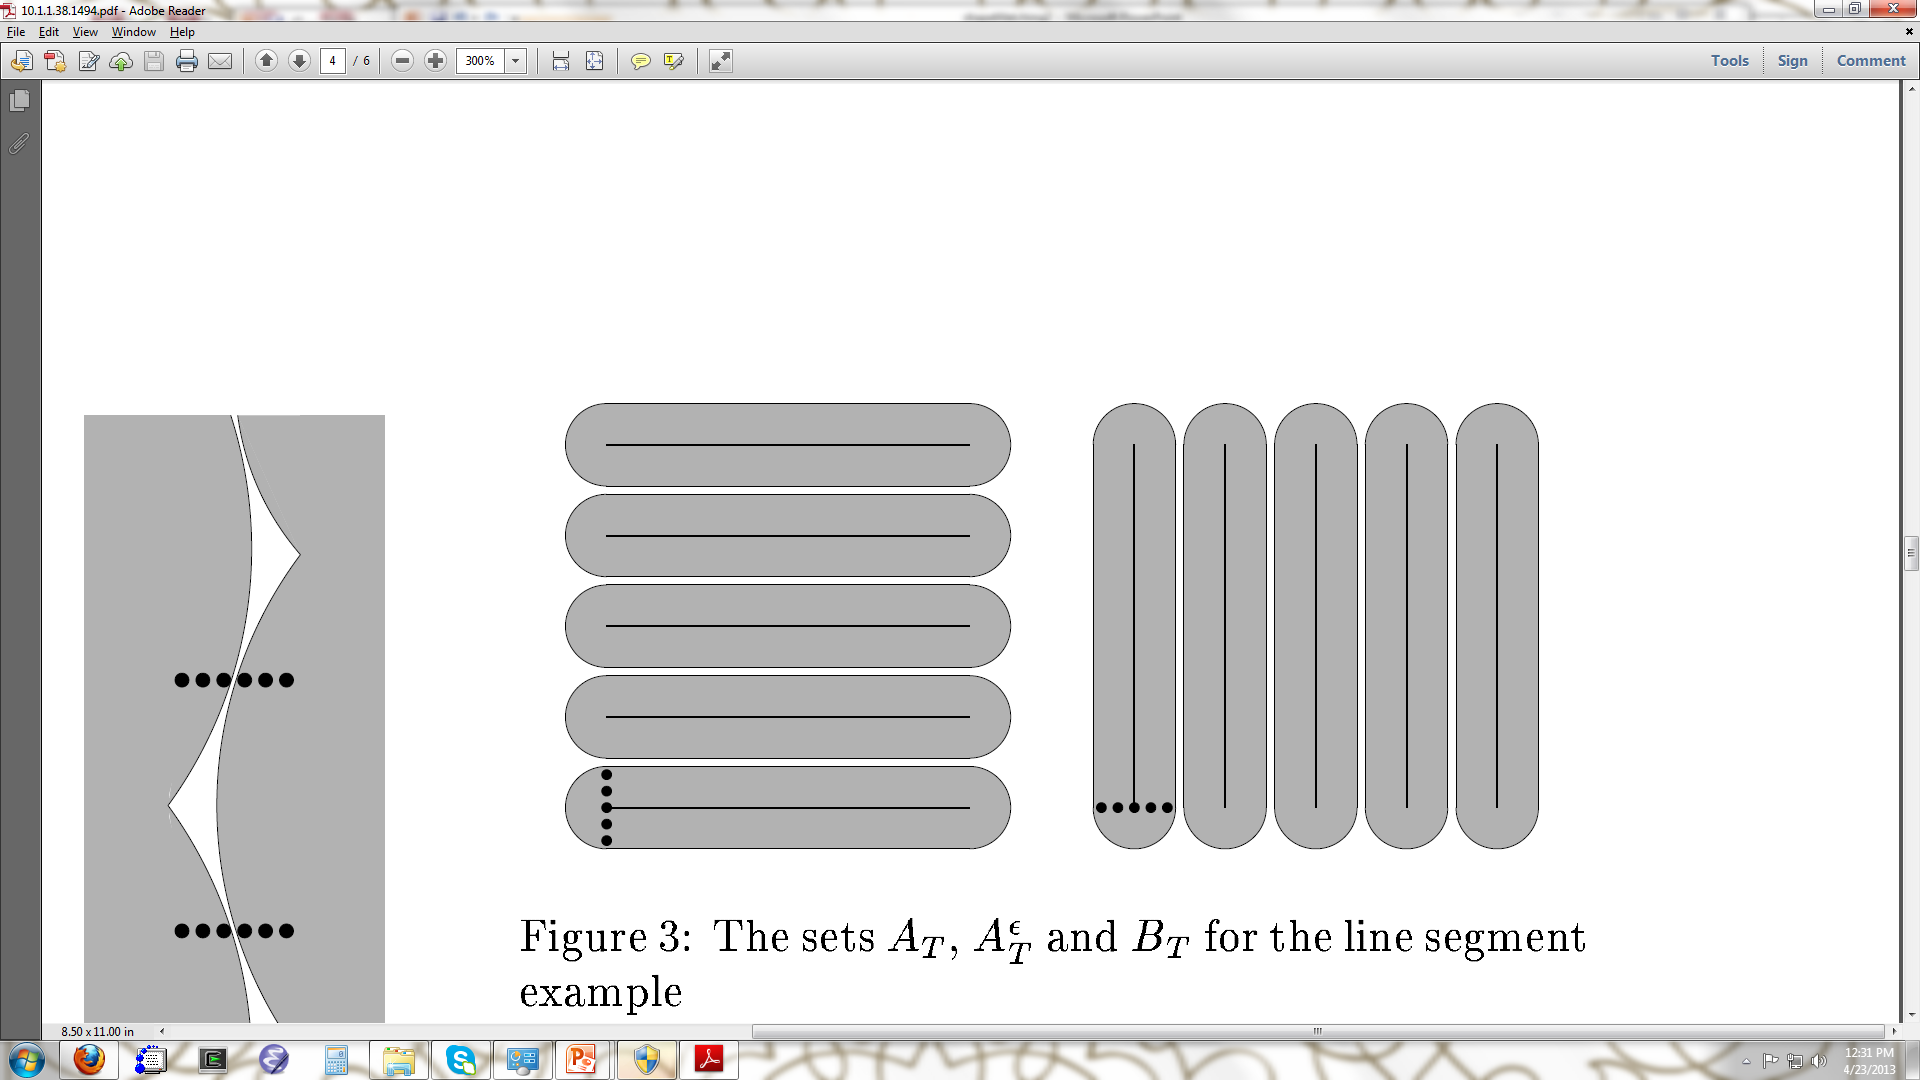 10.1.1.38.1494.pdf - Adobe Reader
File Edit View Window Help
4 / 6 300% Tools Sign Comment
Figure 3: The sets A_T, A_T^ϵ and B_T for the line segment
example
8.50 x 11.00 in
12:31 PM
4/23/2013